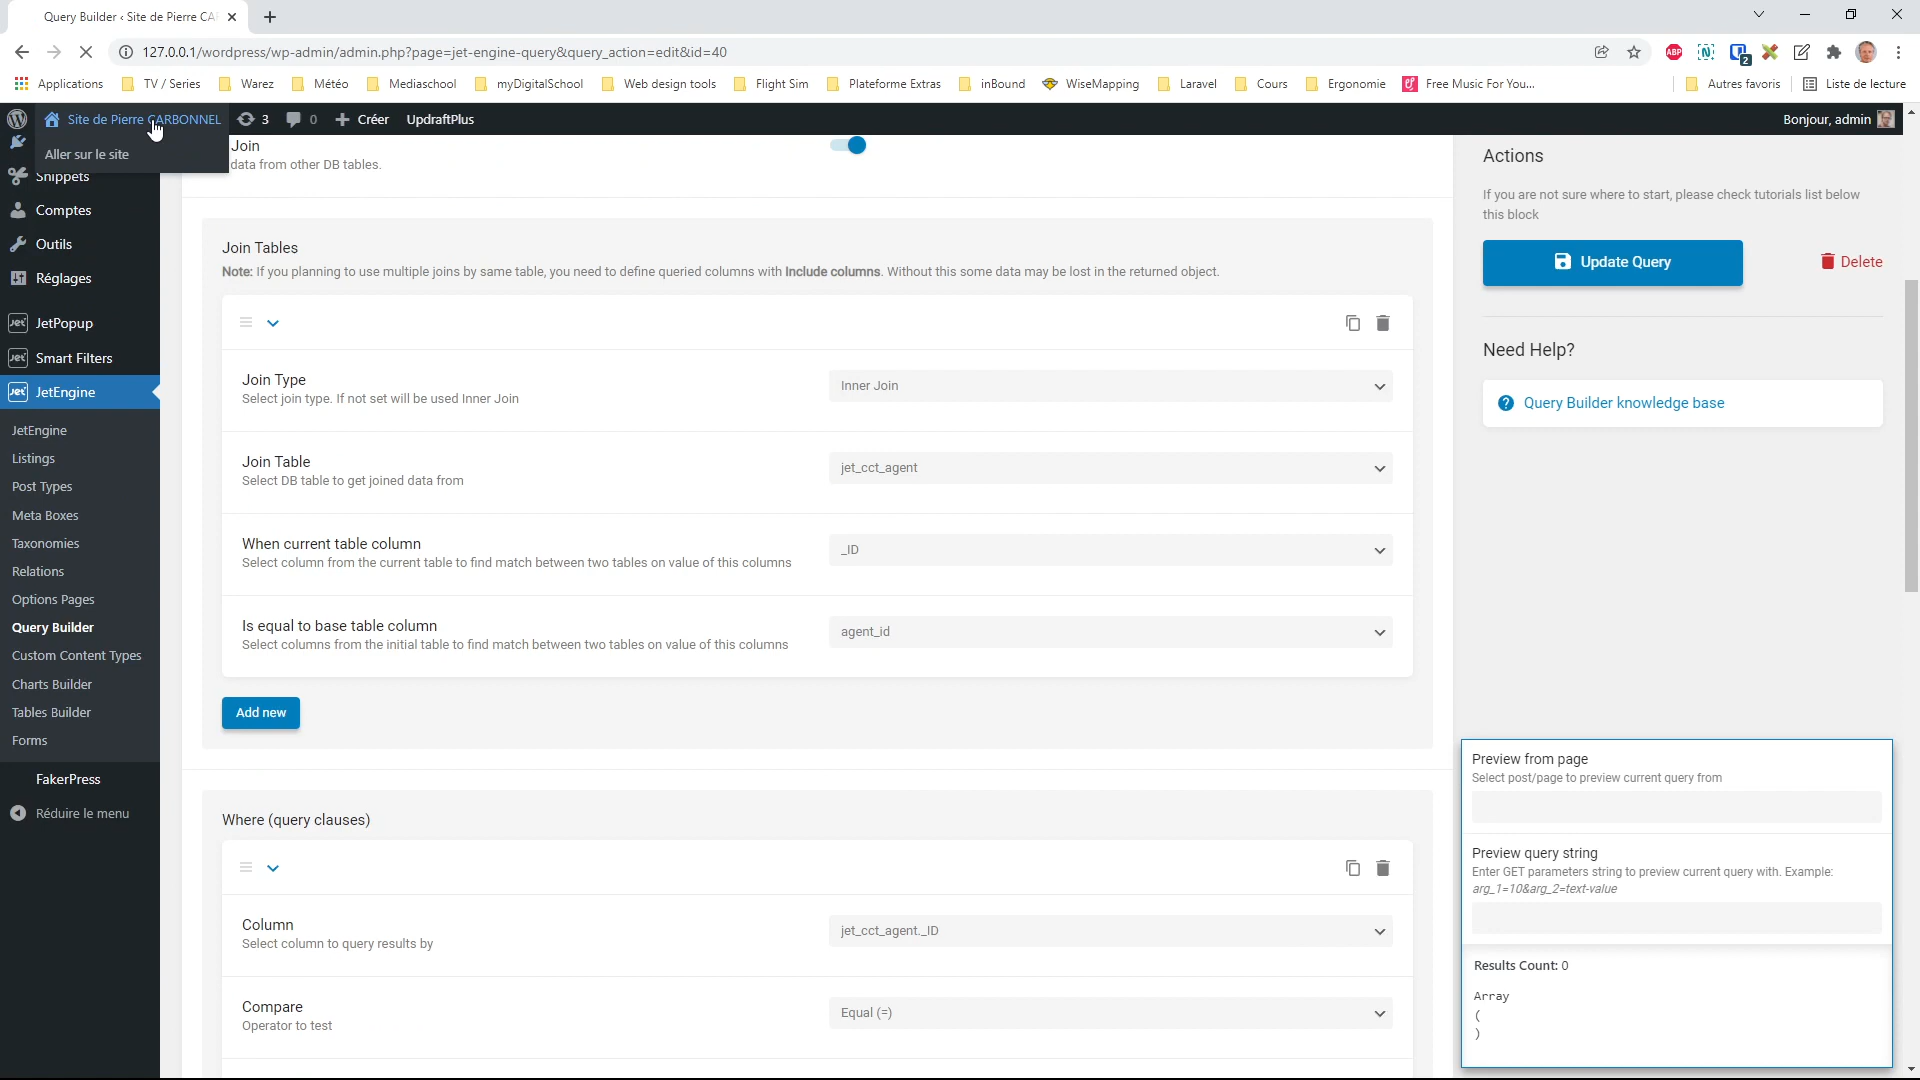 Query Builder ‹ Site de Pierre CAR
127.0.0.1/wordpress/wp-admin/admin.php?page=jet-engine-query&query_action=edit&id=40
ABP
N
2
Applications
TV / Series
Warez
Météo
Mediaschool
myDigitalSchool
Web design tools
Flight Sim
Plateforme Extras
inBound
WiseMapping
Laravel
Cours
Ergonomie
Free Music For You...
Autres favoris
Liste de lecture
Site de Pierre CARBONNEL
3
0
Créer
UpdraftPlus
Bonjour, admin
Aller sur le site
Snippets
Comptes
Outils
Réglages
JetPopup
Smart Filters
JetEngine
JetEngine
Listings
Post Types
Meta Boxes
Taxonomies
Relations
Options Pages
Query Builder
Custom Content Types
Charts Builder
Tables Builder
Forms
FakerPress
Réduire le menu
Join
data from other DB tables.
Join Tables
Note: If you planning to use multiple joins by same table, you need to define queried columns with Include columns. Without this some data may be lost in the returned object.
Join Type
Select join type. If not set will be used Inner Join
Inner Join
Join Table
Select DB table to get joined data from
jet_cct_agent
When current table column
Select column from the current table to find match between two tables on value of this columns
_ID
Is equal to base table column
Select columns from the initial table to find match between two tables on value of this columns
agent_id
Add new
Where (query clauses)
Column
Select column to query results by
jet_cct_agent._ID
Compare
Operator to test
Equal (=)
Actions
If you are not sure where to start, please check tutorials list below
this block
Update Query
Delete
Need Help?
Query Builder knowledge base
Preview from page
Select post/page to preview current query from
Preview query string
Enter GET parameters string to preview current query with. Example:
arg_1=10&arg_2=text-value
Results Count: 0
Array
(
)